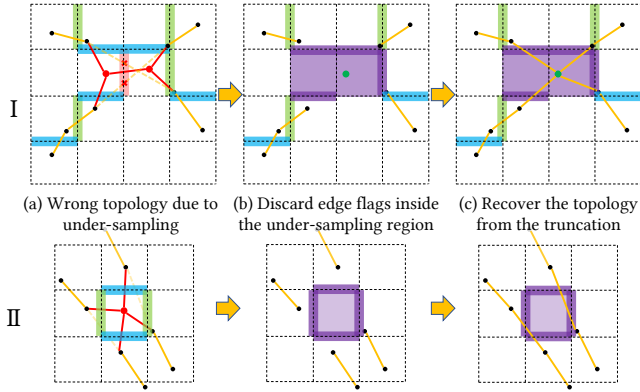 I
(a) Wrong topology due to
under-sampling
(b) Discard edge flags inside
the under-sampling region
(c) Recover the topology
from the truncation
II